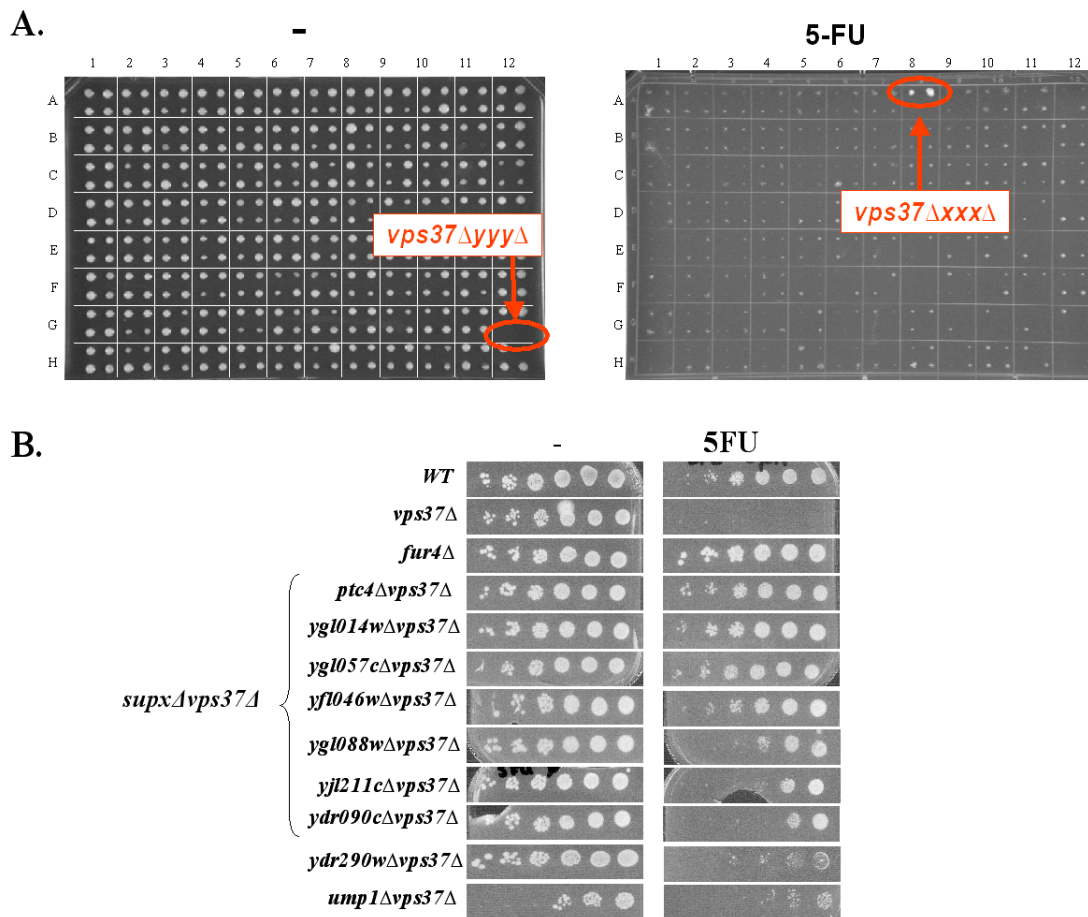 A.
-
5-FU
1 2 3 4 5 6 7 8 9 10 11 12
1 2 3 4 5 6 7 8 9 10 11 12
A
B
C
D
E
F
G
H
A
B
C
D
E
F
G
H
vps37Δyyy Δ
vps37ΔxxxΔ
B.
- 5FU
WT
vps37Δ
fur4Δ
ptc4Δvps37Δ
ygl014wΔvps37Δ
ygl057cΔvps37Δ
supxΔvps37Δ
yfl046wΔvps37Δ
ygl088wΔvps37Δ
yjl211cΔvps37Δ
ydr090cΔvps37Δ
ydr290wΔvps37Δ
ump1Δvps37Δ